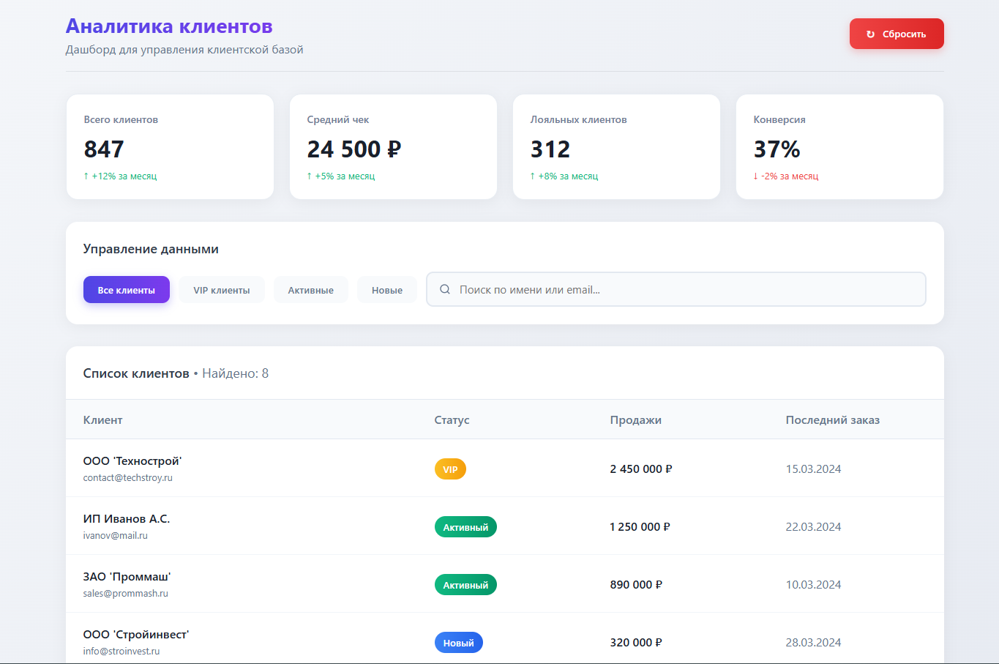 Аналитика клиентов
Дашборд для управления клиентской базой
↻ Сбросить
Всего клиентов
847
↑ +12% за месяц
Средний чек
24 500 ₽
↑ +5% за месяц
Лояльных клиентов
312
↑ +8% за месяц
Конверсия
37%
↓ -2% за месяц
Управление данными
Все клиенты
VIP клиенты
Активные
Новые
Поиск по имени или email...
Список клиентов • Найдено: 8
Клиент Статус Продажи Последний заказ
ООО 'Технострой'
contact@techstroy.ru
VIP
2 450 000 ₽
15.03.2024
ИП Иванов А.С.
ivanov@mail.ru
Активный
1 250 000 ₽
22.03.2024
ЗАО 'Проммаш'
sales@prommash.ru
Активный
890 000 ₽
10.03.2024
ООО 'Стройинвест'
info@stroinvest.ru
Новый
320 000 ₽
28.03.2024